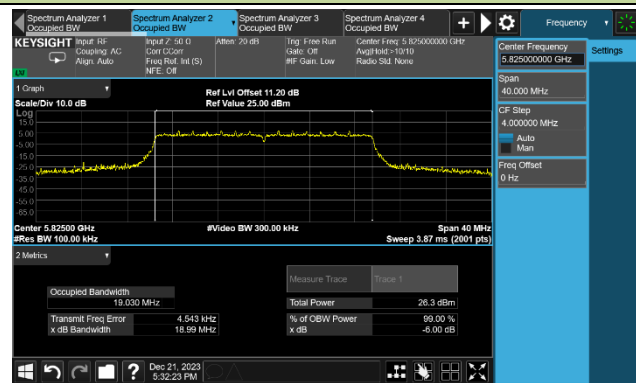 Spectrum Analyzer 1
Occupied BW
Spectrum Analyzer 2
Occupied BW
Spectrum Analyzer 3
Occupied BW
Spectrum Analyzer 4
Occupied BW
Frequency
KEYSIGHT
Input: RF
Coupling: AC
Align: Auto
Input Z: 50 Ω
Corr CCorr
Freq Ref: Int (S)
NFE: Off
Atten: 20 dB
Trig: Free Run
Gate: Off
#IF Gain: Low
Center Freq: 5.825000000 GHz
Avg|Hold:>10/10
Radio Std: None
Center Frequency
5.825000000 GHz
Settings
Span
40.000 MHz
CF Step
4.000000 MHz
Auto
Man
Freq Offset
0 Hz
1 Graph
Scale/Div 10.0 dB
Ref Lvl Offset 11.20 dB
Ref Value 25.00 dBm
Log
15.0
5.00
-5.00
-15.0
-25.0
-35.0
-45.0
-55.0
-65.0
Center 5.82500 GHz
#Video BW 300.00 kHz
Span 40 MHz
#Res BW 100.00 kHz
Sweep 3.87 ms (2001 pts)
2 Metrics
Measure Trace
Trace 1
Occupied Bandwidth
19.030 MHz
Total Power
26.3 dBm
Transmit Freq Error
4.543 kHz
% of OBW Power
99.00 %
x dB Bandwidth
18.99 MHz
x dB
-6.00 dB
Dec 21, 2023
5:32:23 PM